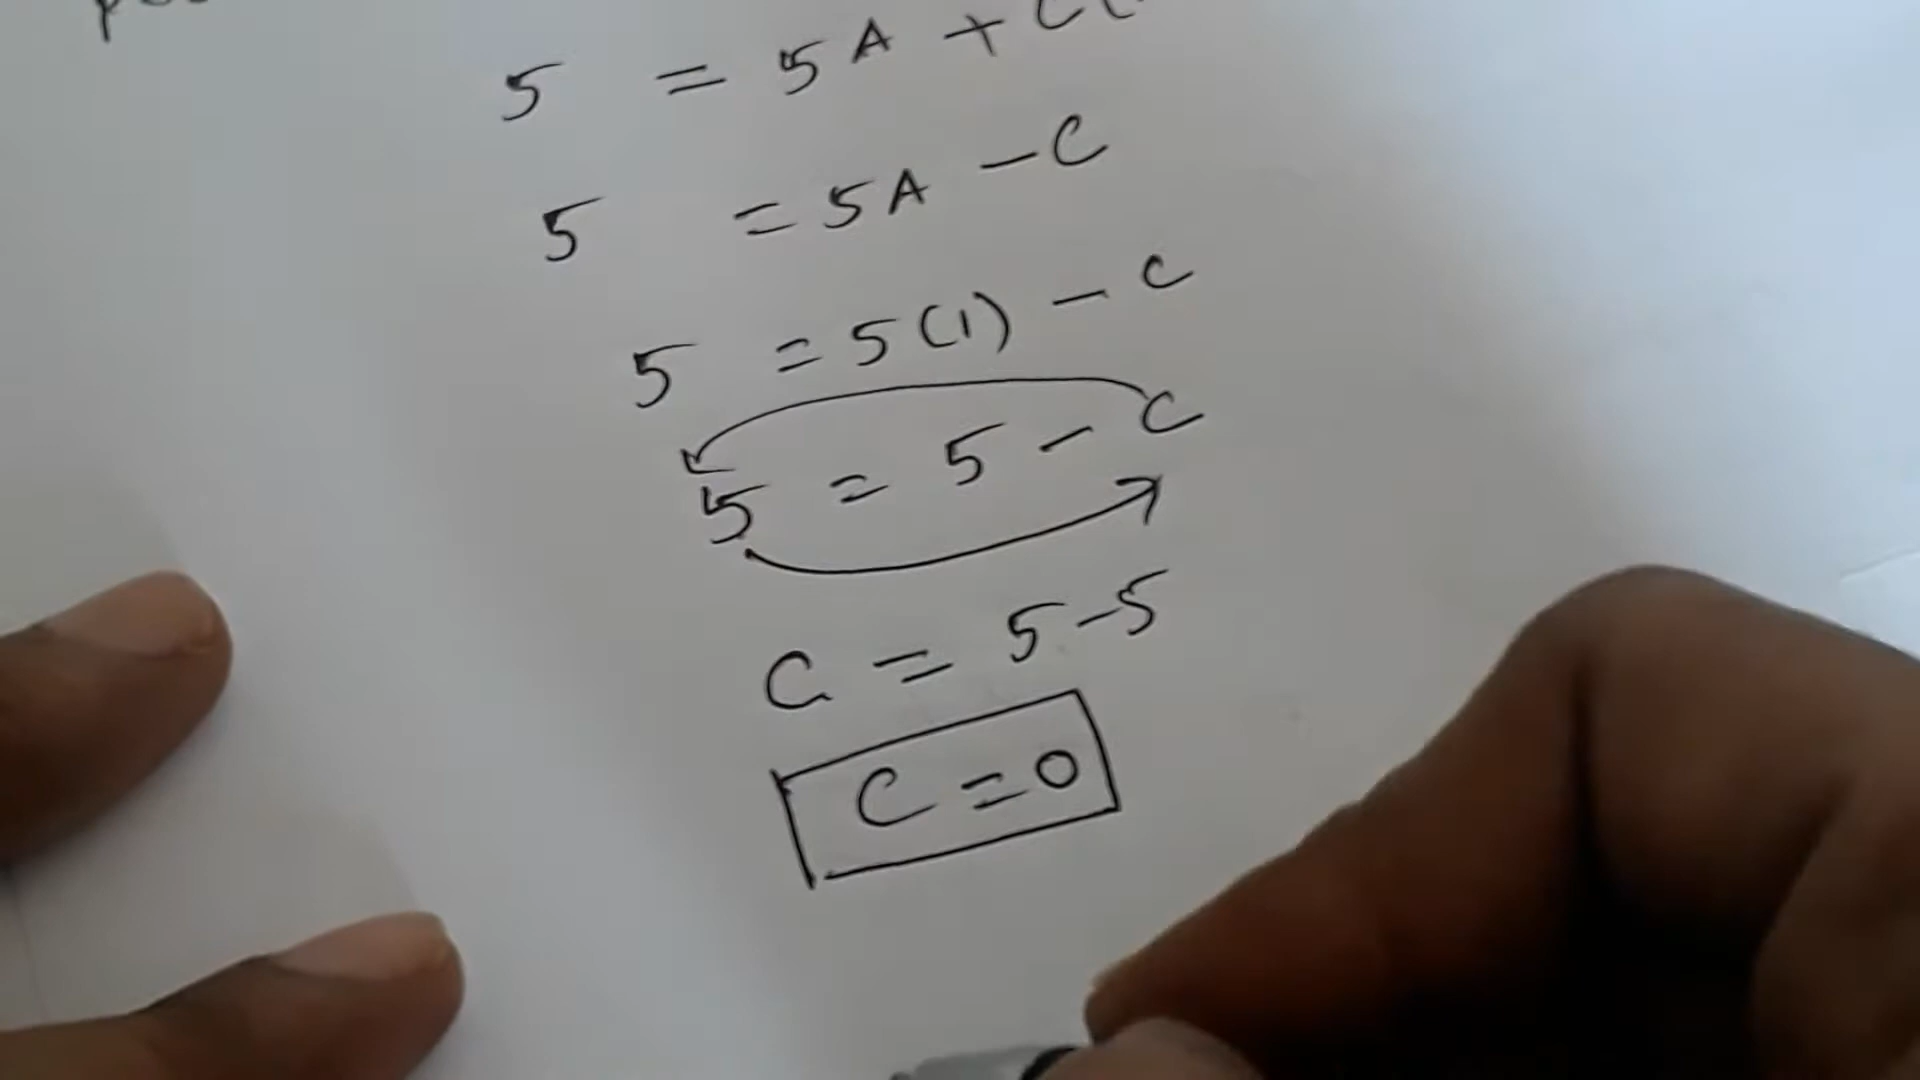 5 = 5A + C(
5 = 5A - C
5 = 5(1) - C
5 = 5 - C
C = 5-5
C = 0